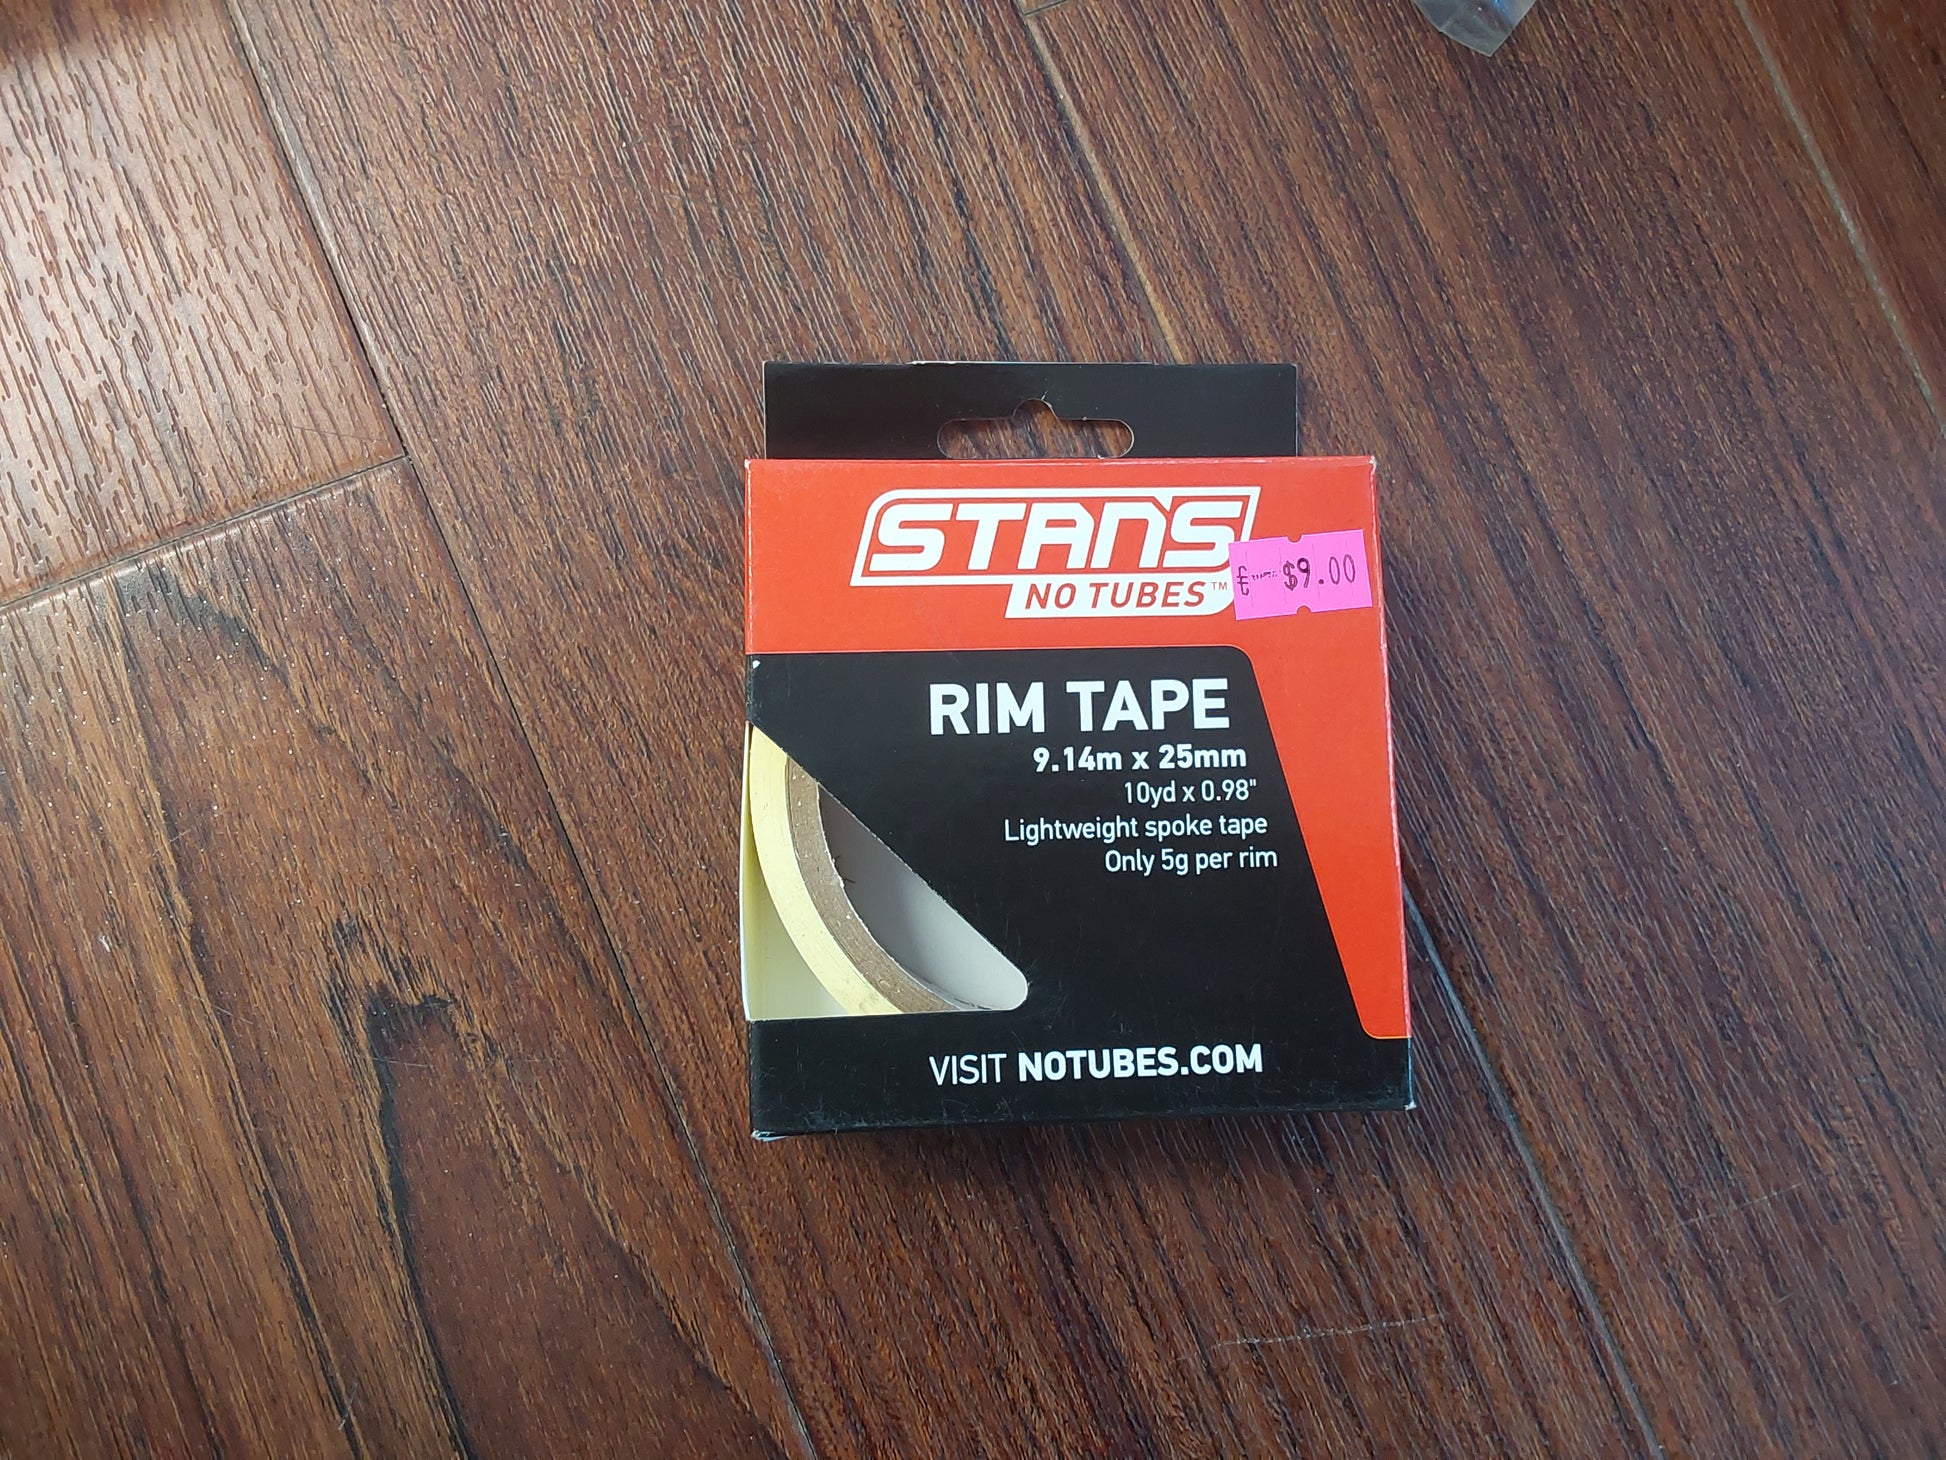 STAN'S
NO TUBES™
$9.00
RIM TAPE
9.14m x 25mm
10yd x 0.98"
Lightweight spoke tape
Only 5g per rim
VISIT NOTUBES.COM